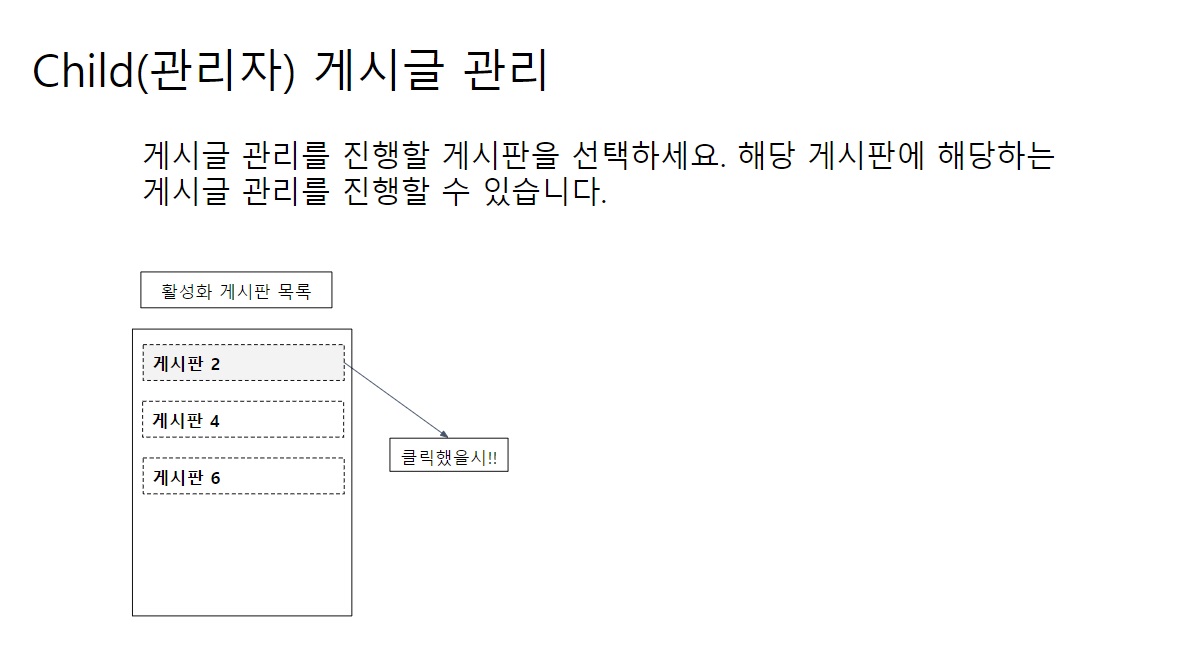 Child(관리자) 게시글 관리
게시글 관리를 진행할 게시판을 선택하세요. 해당 게시판에 해당하는
게시글 관리를 진행할 수 있습니다.
활성화 게시판 목록
게시판 2
게시판 4
게시판 6
클릭했을시!!